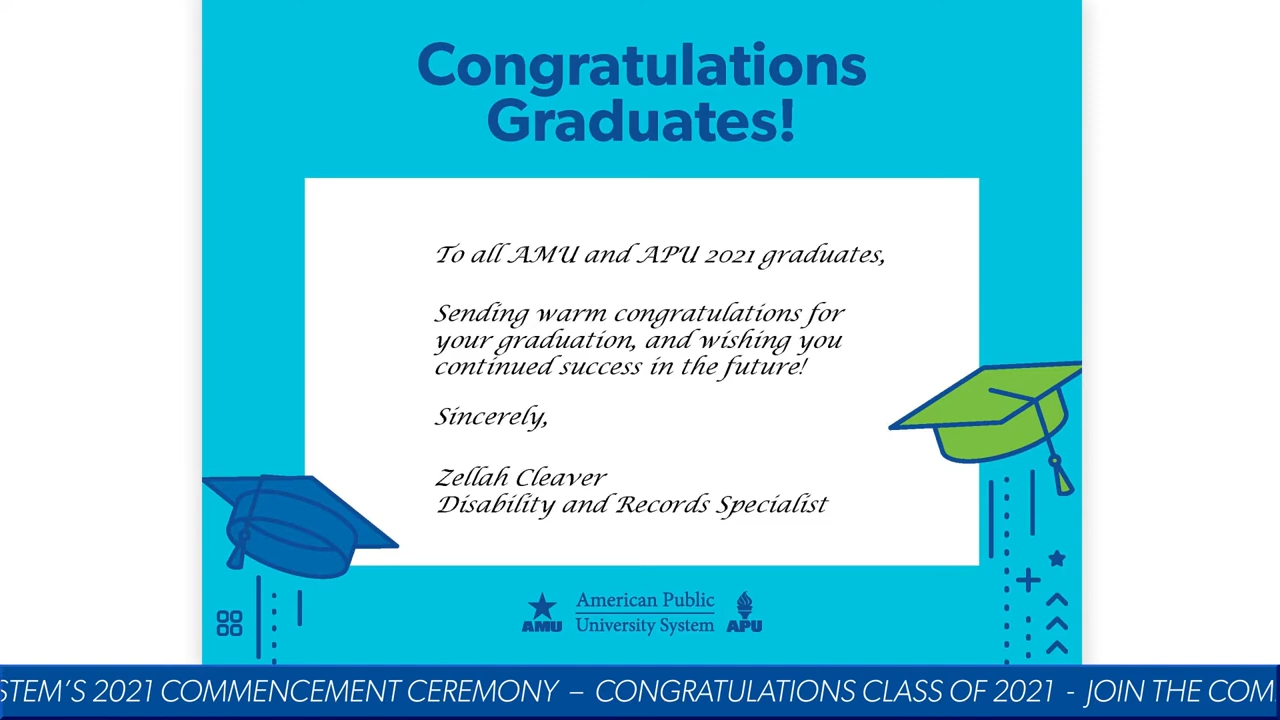 Congratulations
Graduates!
To all AMU and APU 2021 graduates,
Sending warm congratulations for
your graduation, and wishing you
continued success in the future!
Sincerely,
Zellah Cleaver
Disability and Records Specialist
AMU
American Public
University System
APU
STEM'S 2021 COMMENCEMENT CEREMONY – CONGRATULATIONS CLASS OF 2021 - JOIN THE COM